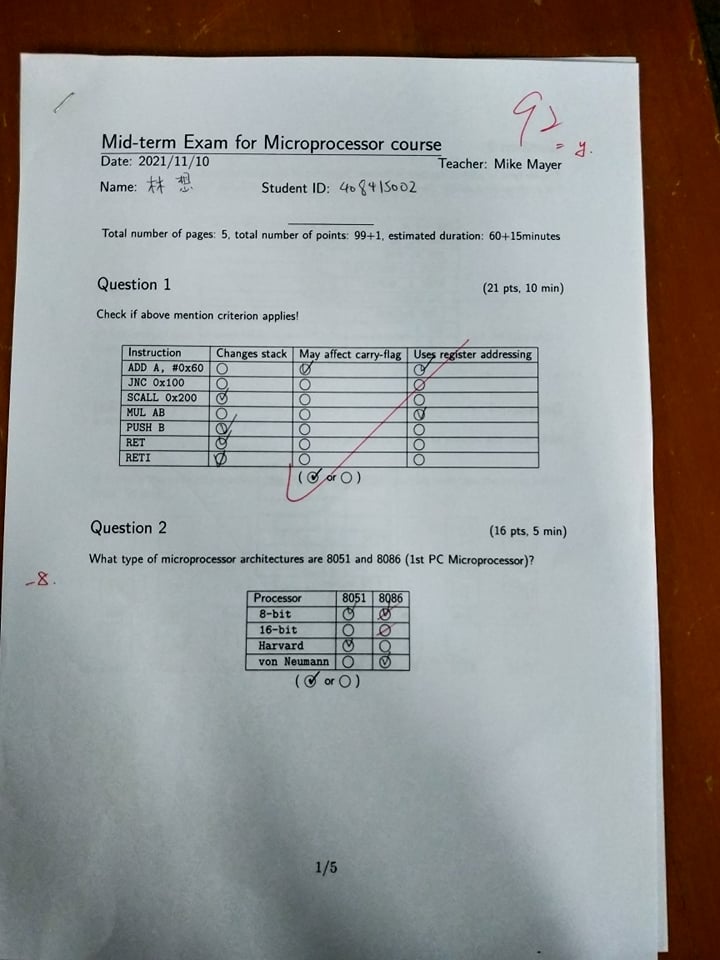 92
= y.
Mid-term Exam for Microprocessor course
Date: 2021/11/10 Teacher: Mike Mayer
Name: 林 想 Student ID: 408415002
Total number of pages: 5, total number of points: 99+1, estimated duration: 60+15minutes
Question 1 (21 pts, 10 min)
Check if above mention criterion applies!
Instruction Changes stack May affect carry-flag Uses register addressing
ADD A, #0x60
JNC 0x100
SCALL 0x200
MUL AB
PUSH B
RET
RETI
( or )
Question 2 (16 pts, 5 min)
What type of microprocessor architectures are 8051 and 8086 (1st PC Microprocessor)?
-8.
Processor 8051 8086
8-bit
16-bit
Harvard
von Neumann
( or )
1/5